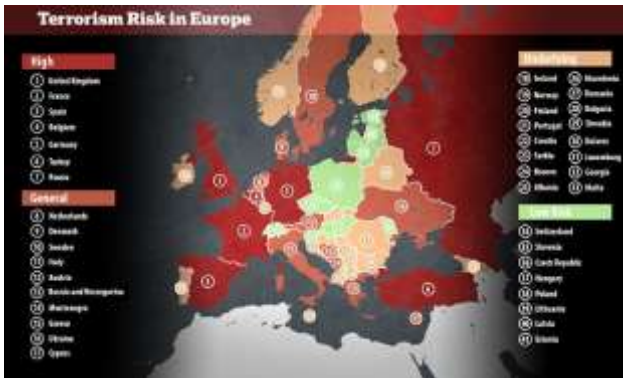 Terrorism Risk in Europe
High
1 United Kingdom
2 France
3 Spain
4 Belgium
5 Germany
6 Turkey
7 Russia
General
8 Netherlands
9 Denmark
10 Sweden
11 Italy
12 Austria
13 Bosnia and Herzegovina
14 Montenegro
15 Greece
16 Ukraine
17 Cyprus
Underlying
18 Ireland
19 Norway
20 Finland
21 Portugal
22 Croatia
23 Serbia
24 Kosovo
25 Albania
26 Macedonia
27 Romania
28 Bulgaria
29 Slovakia
30 Belarus
31 Luxembourg
32 Georgia
33 Malta
Low Risk
34 Switzerland
35 Slovenia
36 Czech Republic
37 Hungary
38 Poland
39 Lithuania
40 Latvia
41 Estonia